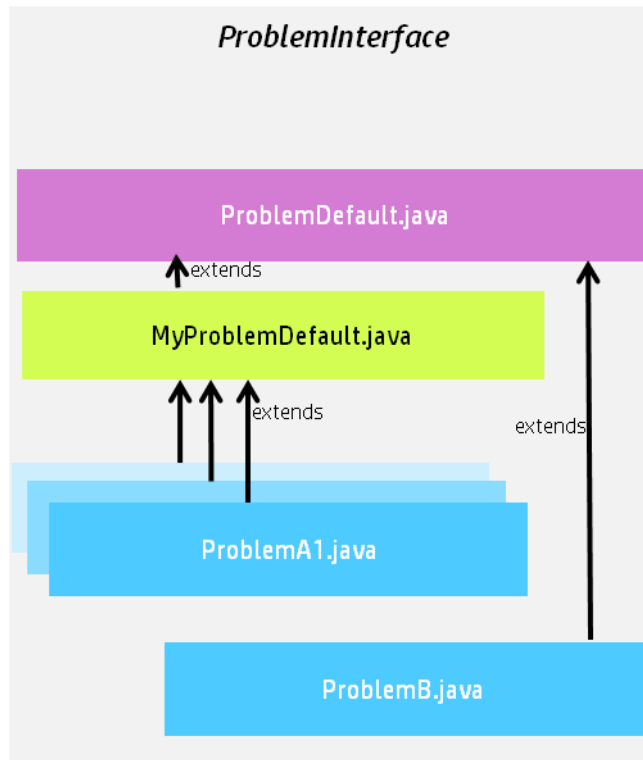 ProblemInterface
ProblemDefault.java
extends
MyProblemDefault.java
extends
extends
ProblemA1.java
ProblemB.java